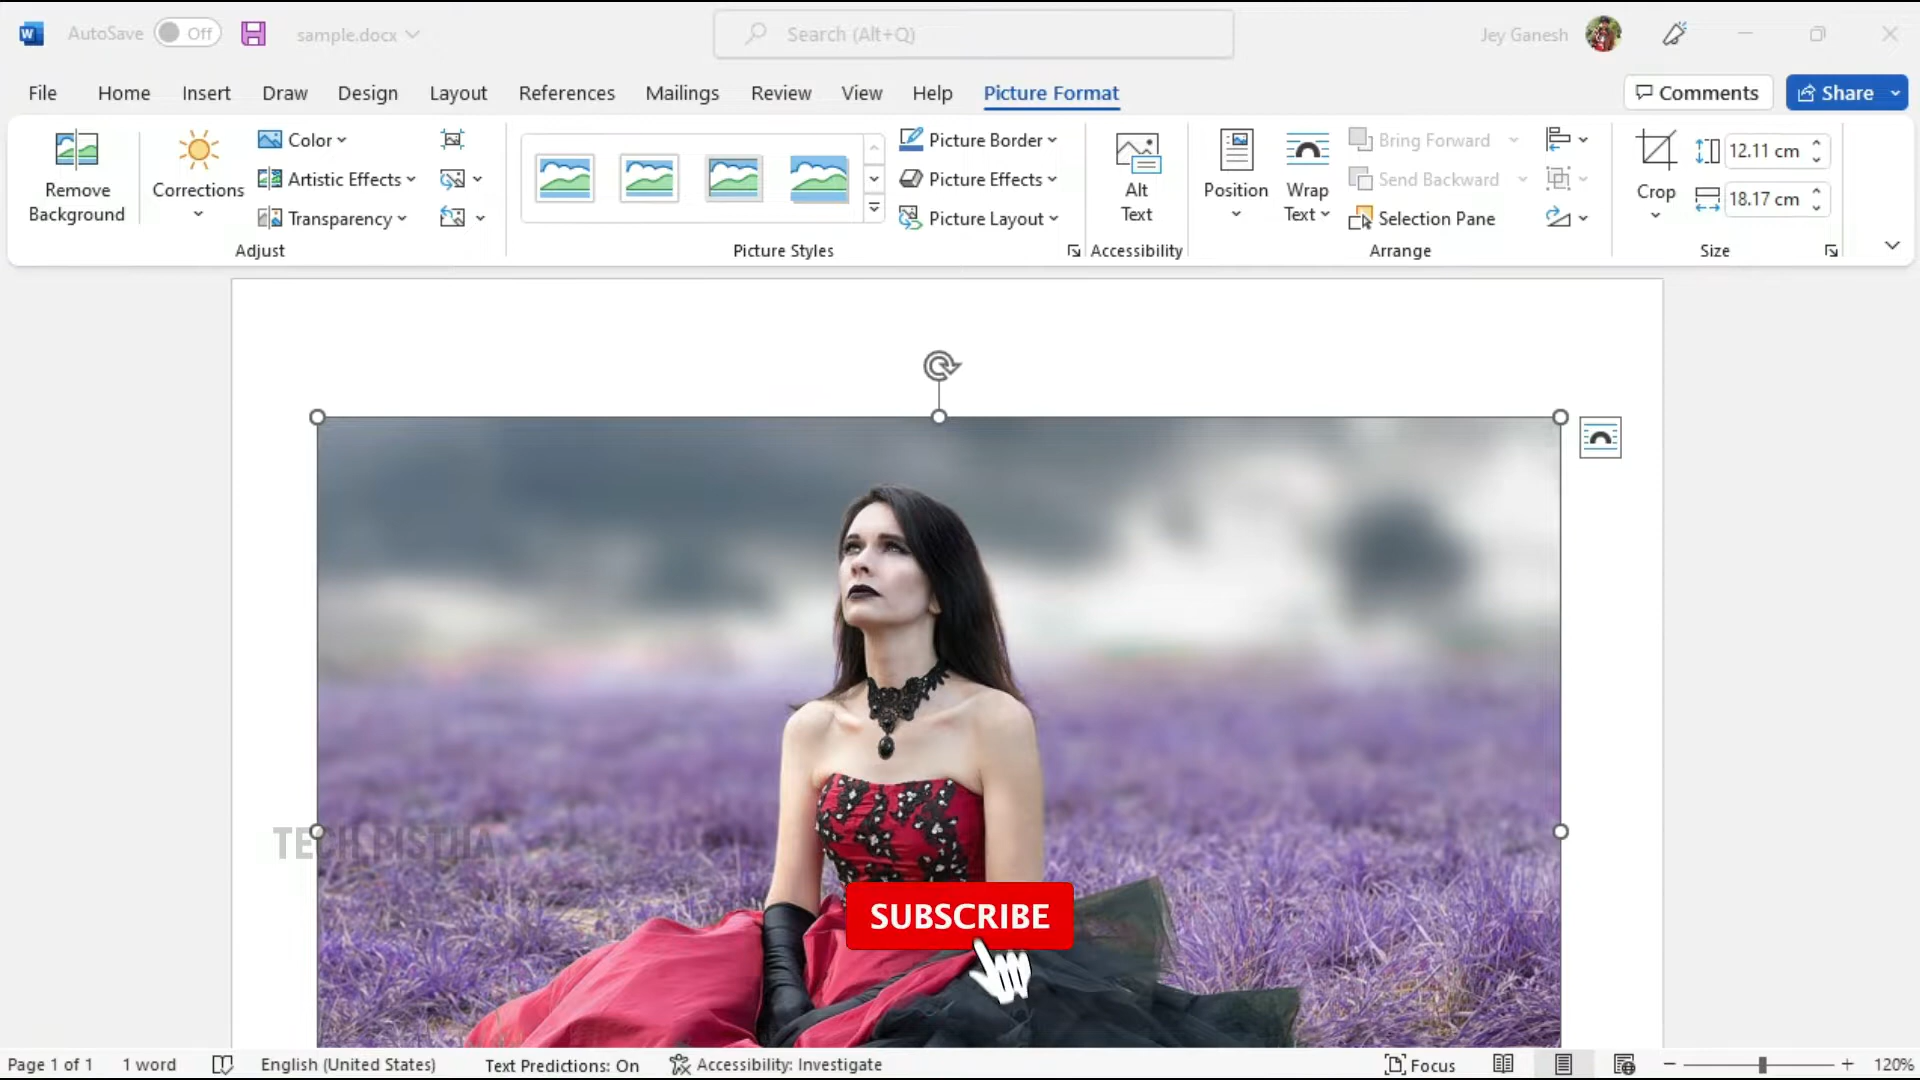 W AutoSave Off sample.docx Search (Alt+Q) Jey Ganesh
File Home Insert Draw Design Layout References Mailings Review View Help Picture Format Comments Share
Remove Background
Corrections
Color
Artistic Effects
Transparency
Adjust
Picture Border
Picture Effects
Picture Layout
Picture Styles
Alt
Text
Accessibility
Position
Wrap
Text
Bring Forward
Send Backward
Selection Pane
Arrange
Crop
12.11 cm
18.17 cm
Size
TECH PISTHA
SUBSCRIBE
Page 1 of 1 1 word English (United States) Text Predictions: On Accessibility: Investigate Focus 120%